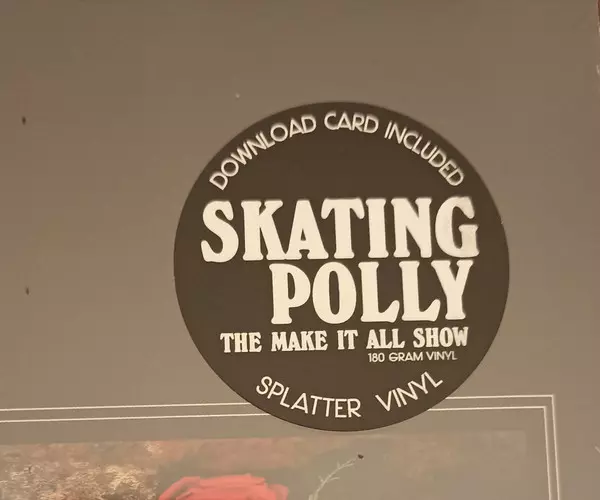 DOWNLOAD CARD INCLUDED
SKATING
POLLY
THE MAKE IT ALL SHOW
180 GRAM VINYL
SPLATTER VINYL